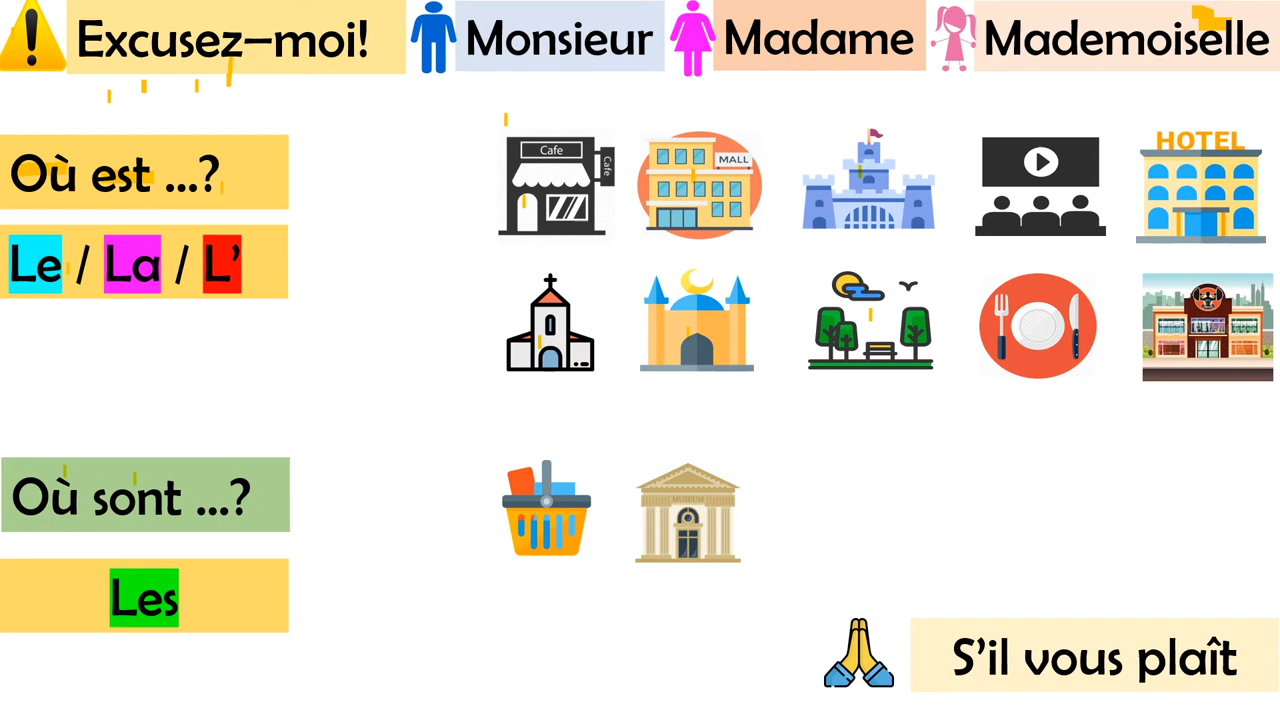 Excusez-moi! Monsieur Madame Mademoiselle
Où est ...?
Le / La / L'
Cafe
Cafe
MALL
HOTEL
Où sont ...?
MUSEUM
Les
S'il vous plaît